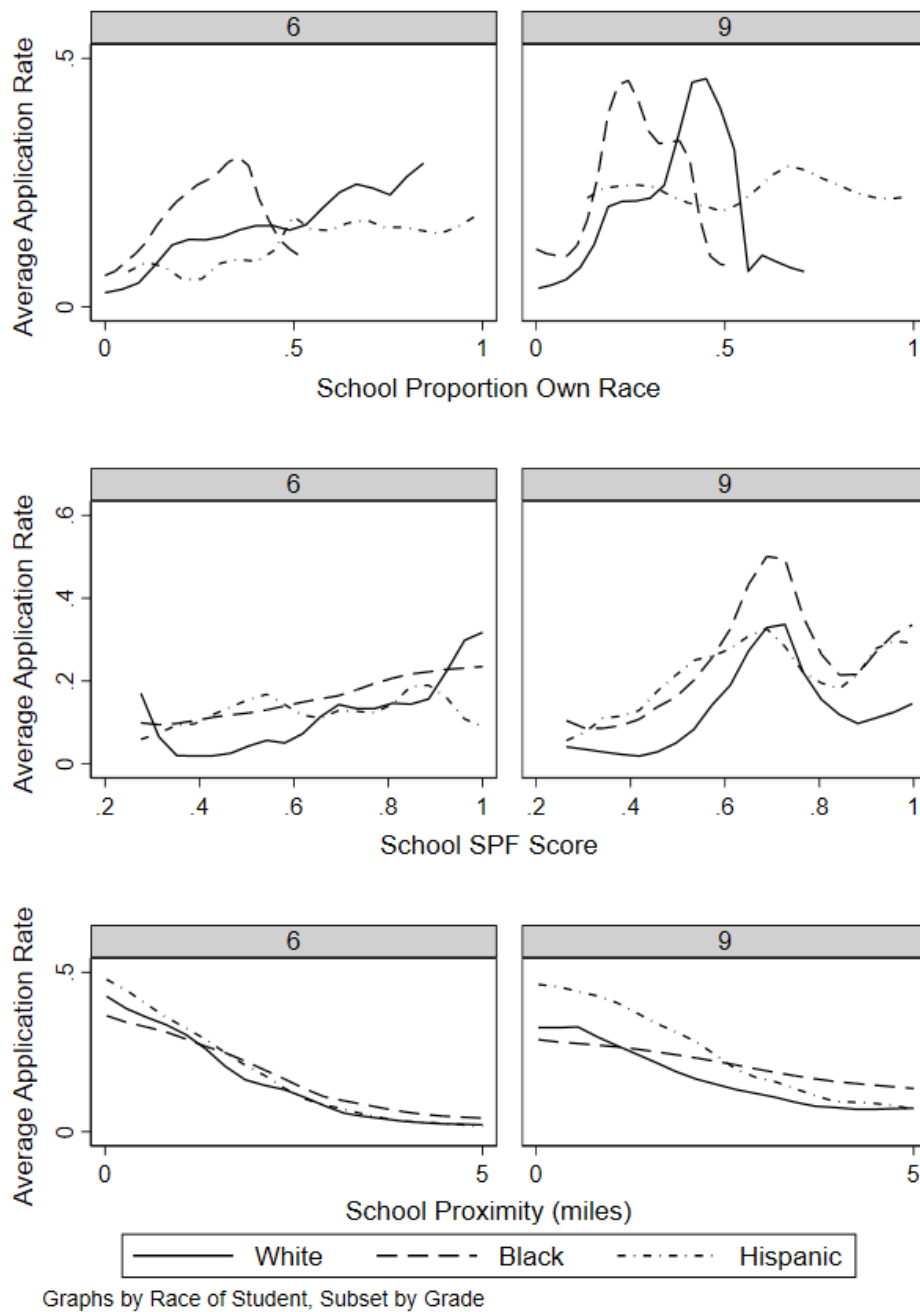 6 9
Average Application Rate
.5
0
0 .5 1 0 .5 1
School Proportion Own Race
6 9
Average Application Rate
.6
.4
.2
0
.2 .4 .6 .8 1 .2 .4 .6 .8 1
School SPF Score
6 9
Average Application Rate
.5
0
0 5 0 5
School Proximity (miles)
White Black Hispanic
Graphs by Race of Student, Subset by Grade